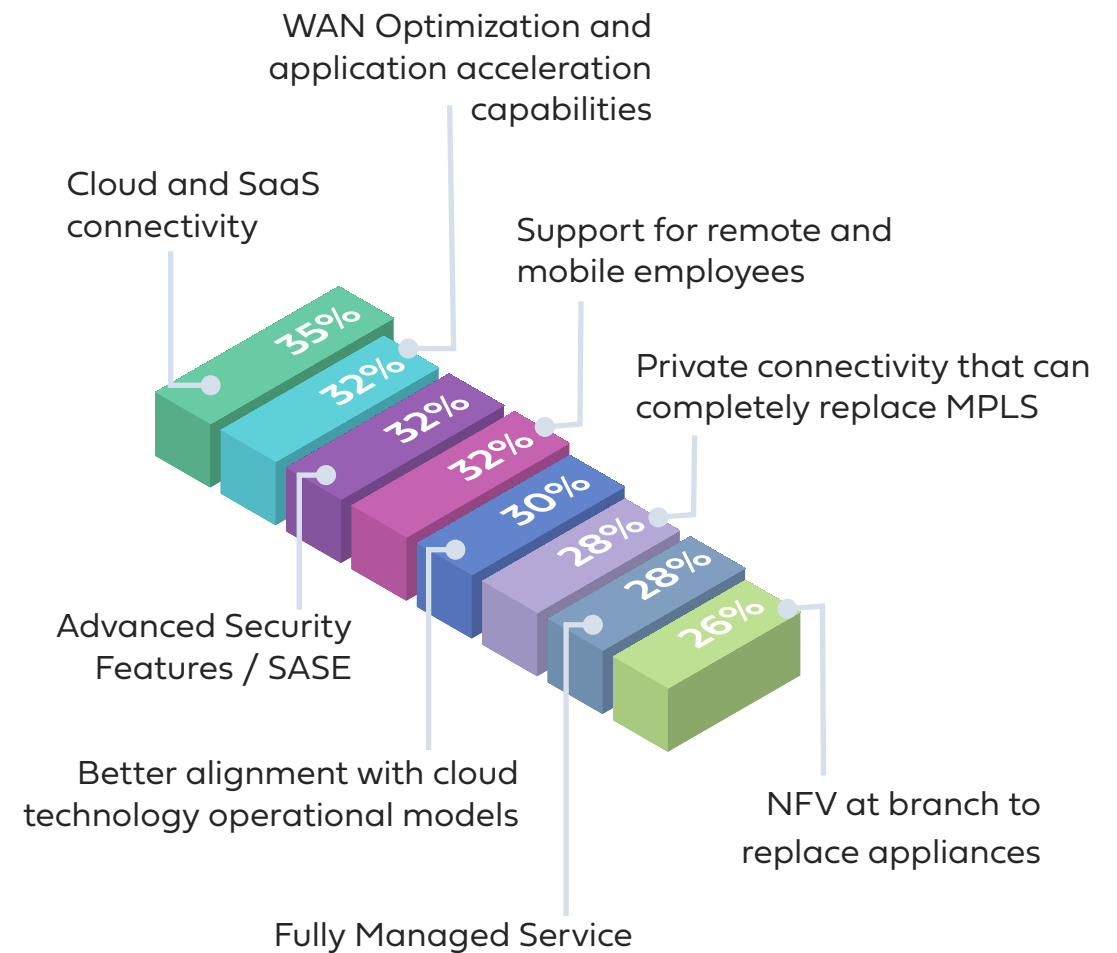 WAN Optimization and
application acceleration
capabilities
Cloud and SaaS
connectivity
Support for remote and
mobile employees
Private connectivity that can
completely replace MPLS
35%
32%
32%
32%
30%
28%
28%
26%
Advanced Security
Features / SASE
Better alignment with cloud
technology operational models
NFV at branch to
replace appliances
Fully Managed Service